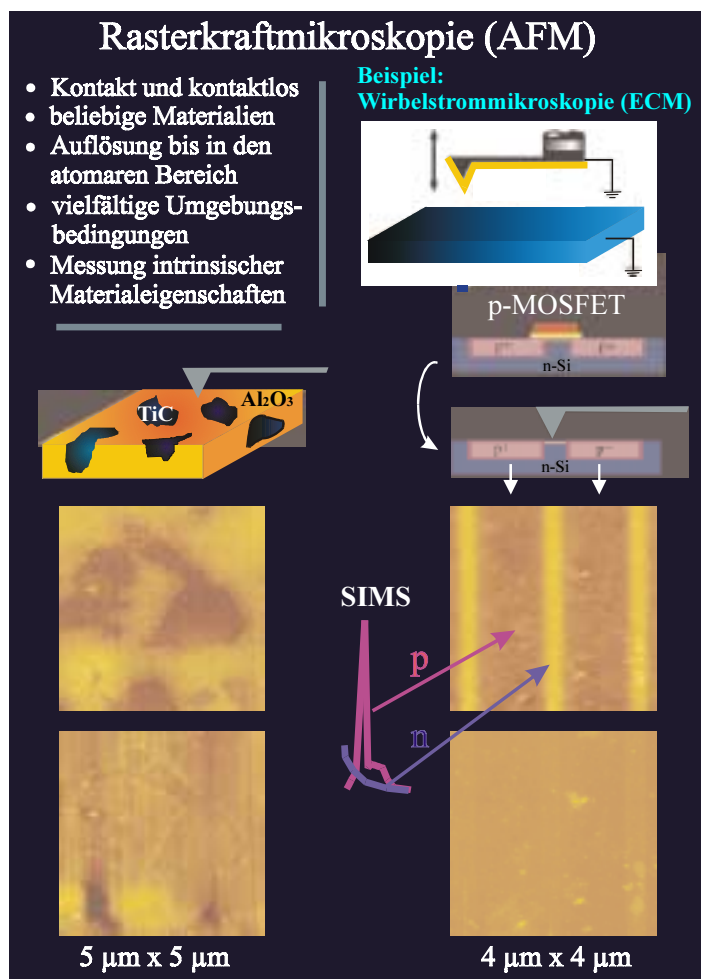 Rasterkraftmikroskopie (AFM)
• Kontakt und kontaktlos
• beliebige Materialien
• Auflösung bis in den
atomaren Bereich
• vielfältige Umgebungs-
bedingungen
• Messung intrinsischer
Materialeigenschaften
Beispiel:
Wirbelstrommikroskopie (ECM)
p-MOSFET
n-Si
TiC
Al₂O₃
n-Si
SIMS
p
n
5 μm x 5 μm
4 μm x 4 μm